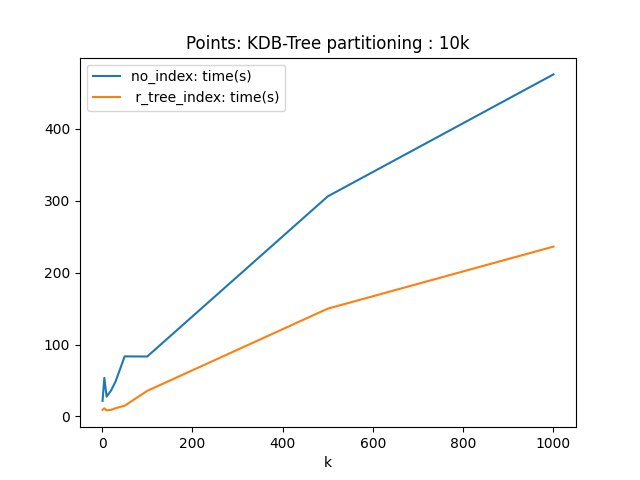 Points: KDB-Tree partitioning : 10k
no_index: time(s)
r_tree_index: time(s)
400
300
200
100
0
0 200 400 600 800 1000
k